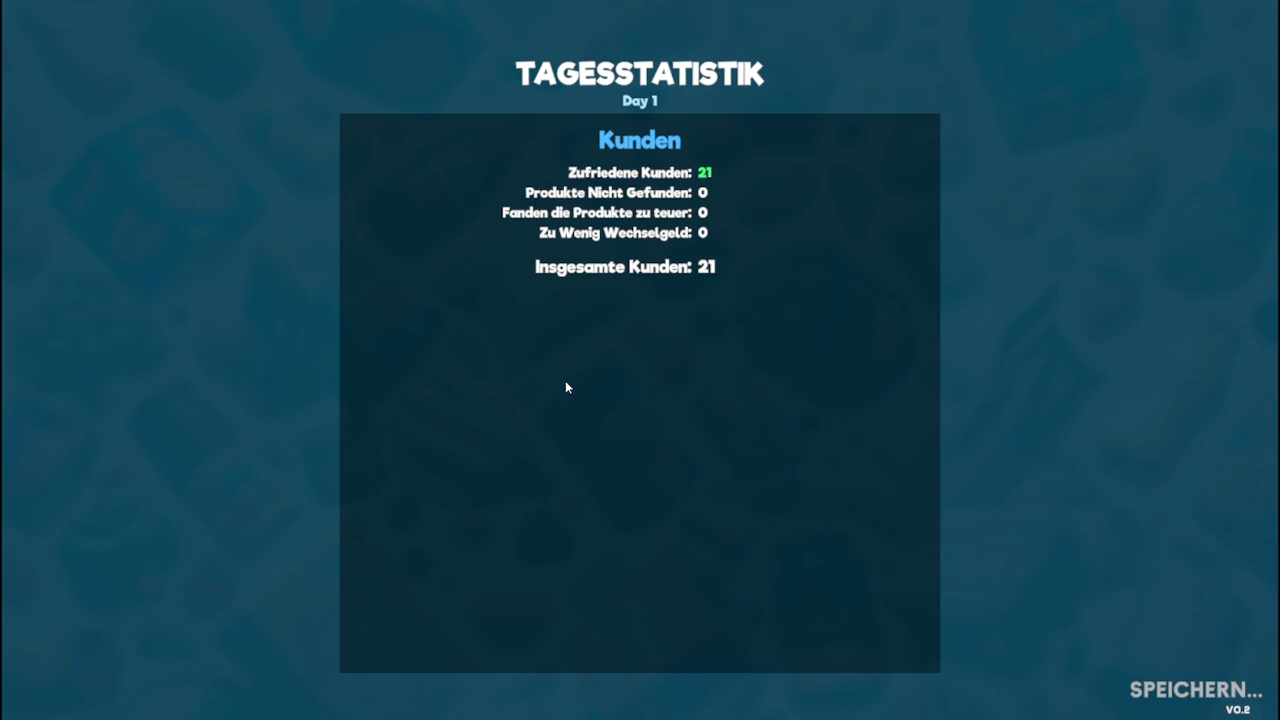 TAGESSTATISTIK
Day 1
Kunden
Zufriedene Kunden: 21
Produkte Nicht Gefunden: 0
Fanden die Produkte zu teuer: 0
Zu Wenig Wechselgeld: 0
Insgesamte Kunden: 21
SPEICHERN...
V0.2